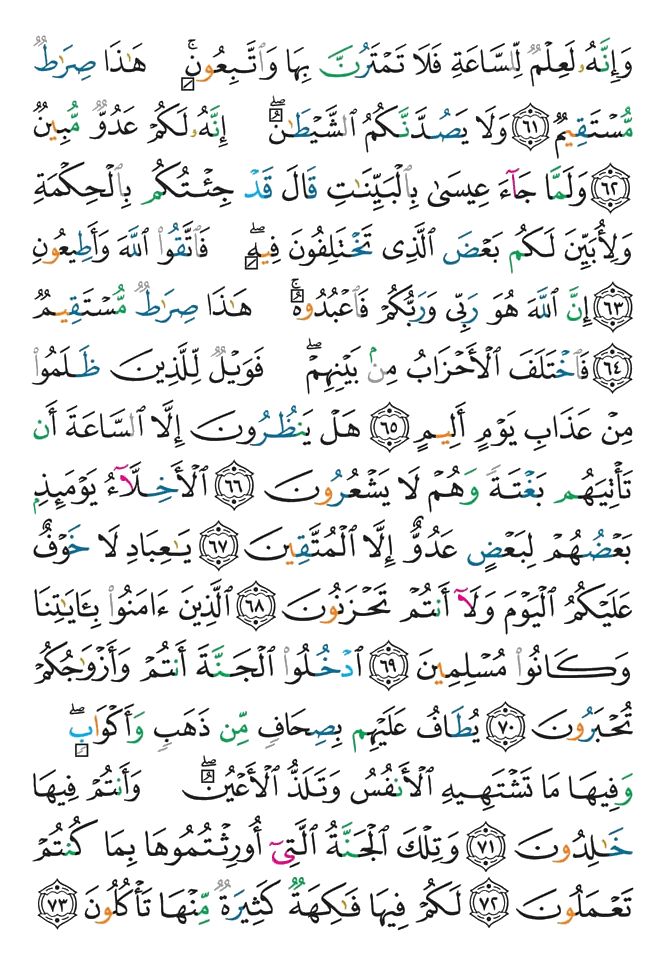 وَإِنَّهُۥ لَعِلْمٌ لِّلسَّاعَةِ فَلَا تَمْتَرُنَّ بِهَا وَٱتَّبِعُونِ ۚ هَٰذَا صِرَٰطٌ
مُّسْتَقِيمٌ ﴿٦١﴾ وَلَا يَصُدَّنَّكُمُ ٱلشَّيْطَٰنُ ۖ إِنَّهُۥ لَكُمْ عَدُوٌّ مُّبِينٌ
﴿٦٢﴾ وَلَمَّا جَآءَ عِيسَىٰ بِٱلْبَيِّنَٰتِ قَالَ قَدْ جِئْتُكُم بِٱلْحِكْمَةِ
وَلِأُبَيِّنَ لَكُم بَعْضَ ٱلَّذِى تَخْتَلِفُونَ فِيهِ ۖ فَٱتَّقُوا۟ ٱللَّهَ وَأَطِيعُونِ
﴿٦٣﴾ إِنَّ ٱللَّهَ هُوَ رَبِّى وَرَبُّكُمْ فَٱعْبُدُوهُ ۚ هَٰذَا صِرَٰطٌ مُّسْتَقِيمٌ
﴿٦٤﴾ فَٱخْتَلَفَ ٱلْأَحْزَابُ مِنۢ بَيْنِهِمْ ۖ فَوَيْلٌ لِّلَّذِينَ ظَلَمُوا۟
مِنْ عَذَابِ يَوْمٍ أَلِيمٍ ﴿٦٥﴾ هَلْ يَنظُرُونَ إِلَّا ٱلسَّاعَةَ أَن
تَأْتِيَهُم بَغْتَةً وَهُمْ لَا يَشْعُرُونَ ﴿٦٦﴾ ٱلْأَخِلَّآءُ يَوْمَئِذٍۭ
بَعْضُهُمْ لِبَعْضٍ عَدُوٌّ إِلَّا ٱلْمُتَّقِينَ ﴿٦٧﴾ يَٰعِبَادِ لَا خَوْفٌ
عَلَيْكُمُ ٱلْيَوْمَ وَلَآ أَنتُمْ تَحْزَنُونَ ﴿٦٨﴾ ٱلَّذِينَ ءَامَنُوا۟ بِـَٔايَٰتِنَا
وَكَانُوا۟ مُسْلِمِينَ ﴿٦٩﴾ ٱدْخُلُوا۟ ٱلْجَنَّةَ أَنتُمْ وَأَزْوَٰجُكُمْ
تُحْبَرُونَ ﴿٧٠﴾ يُطَافُ عَلَيْهِم بِصِحَافٍ مِّن ذَهَبٍ وَأَكْوَابٍ ۖ
وَفِيهَا مَا تَشْتَهِيهِ ٱلْأَنفُسُ وَتَلَذُّ ٱلْأَعْيُنُ ۖ وَأَنتُمْ فِيهَا
خَٰلِدُونَ ﴿٧١﴾ وَتِلْكَ ٱلْجَنَّةُ ٱلَّتِىٓ أُورِثْتُمُوهَا بِمَا كُنتُمْ
تَعْمَلُونَ ﴿٧٢﴾ لَكُمْ فِيهَا فَٰكِهَةٌ كَثِيرَةٌ مِّنْهَا تَأْكُلُونَ ﴿٧٣﴾